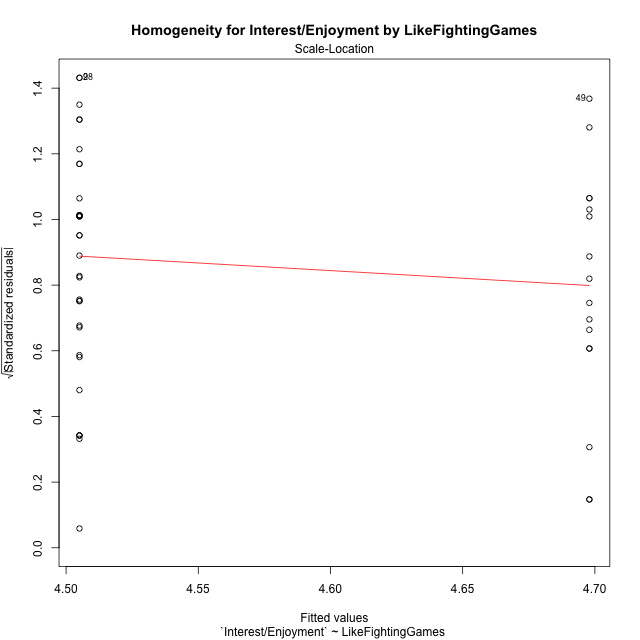 Homogeneity for Interest/Enjoyment by LikeFightingGames
Scale-Location
1.4
1.2
1.0
0.8
0.6
0.4
0.2
0.0
√|Standardized residuals|
49
4.50
4.55
4.60
4.65
4.70
Fitted values
`Interest/Enjoyment` ~ LikeFightingGames